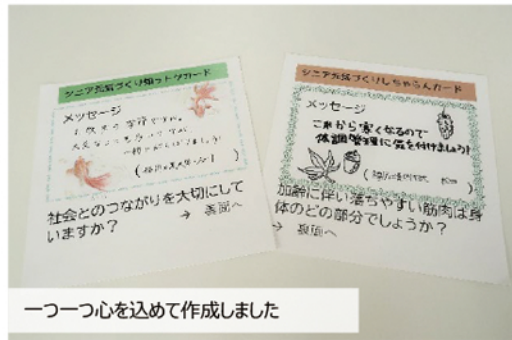 シニア元気づくり知っトクカード
メッセージ
社会とのつながりを大切にして
いますか?
→ 裏面へ
シニア元気づくりしちゃらんカード
メッセージ
これから寒くなるので
体調管理に気を付けましょう!
加齢に伴い落ちやすい筋肉は身
体のどの部分でしょうか?
→ 裏面へ
一つ一つ心を込めて作成しました